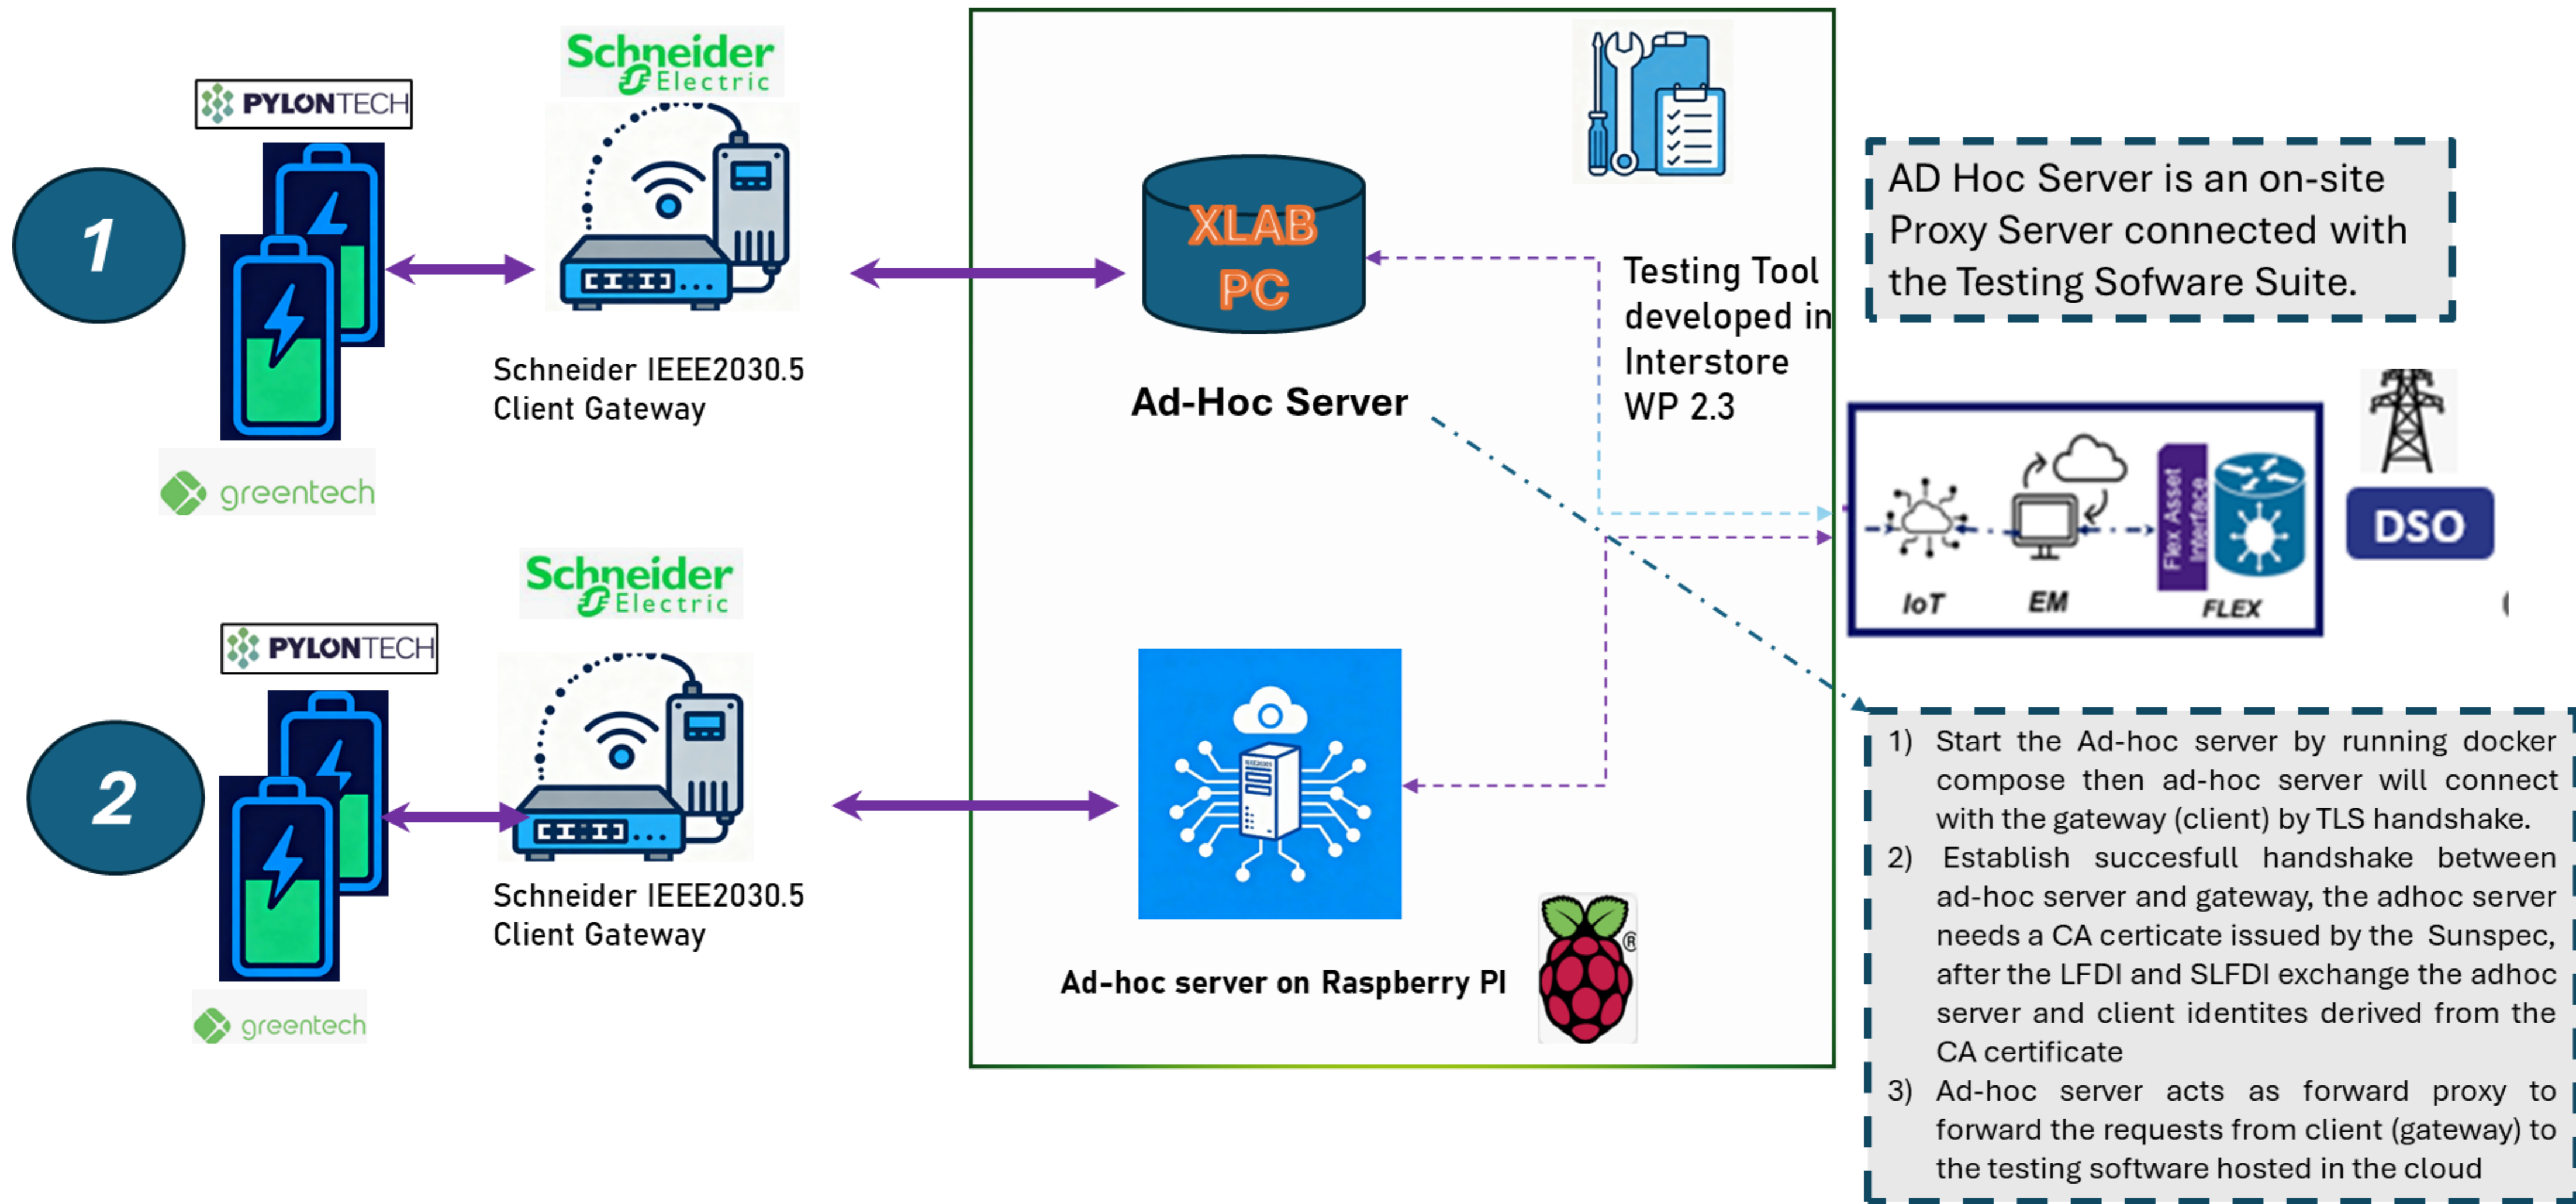 1
PYLONTECH
greentech
Schneider
Electric
Schneider IEEE2030.5
Client Gateway
XLAB
PC
Ad-Hoc Server
Testing Tool
developed in
Interstore
WP 2.3
AD Hoc Server is an on-site
Proxy Server connected with
the Testing Sofware Suite.
IoT
EM
Flex Asset
Interface
FLEX
DSO
2
PYLONTECH
greentech
Schneider
Electric
Schneider IEEE2030.5
Client Gateway
Ad-hoc server on Raspberry PI
®
1) Start the Ad-hoc server by running docker
compose then ad-hoc server will connect
with the gateway (client) by TLS handshake.
2) Establish succesfull handshake between
ad-hoc server and gateway, the adhoc server
needs a CA certicate issued by the Sunspec,
after the LFDI and SLFDI exchange the adhoc
server and client identites derived from the
CA certificate
3) Ad-hoc server acts as forward proxy to
forward the requests from client (gateway) to
the testing software hosted in the cloud